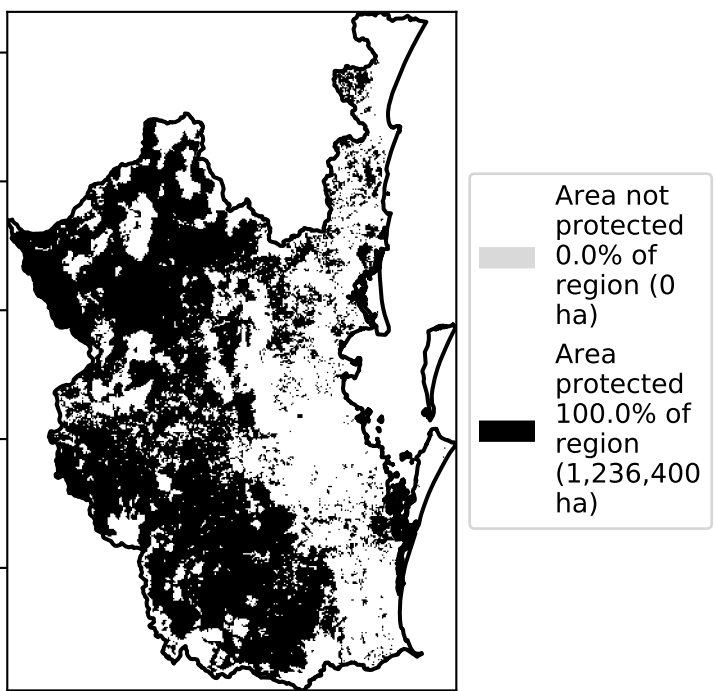 Area not
protected
0.0% of
region (0
ha)
Area
protected
100.0% of
region
(1,236,400
ha)